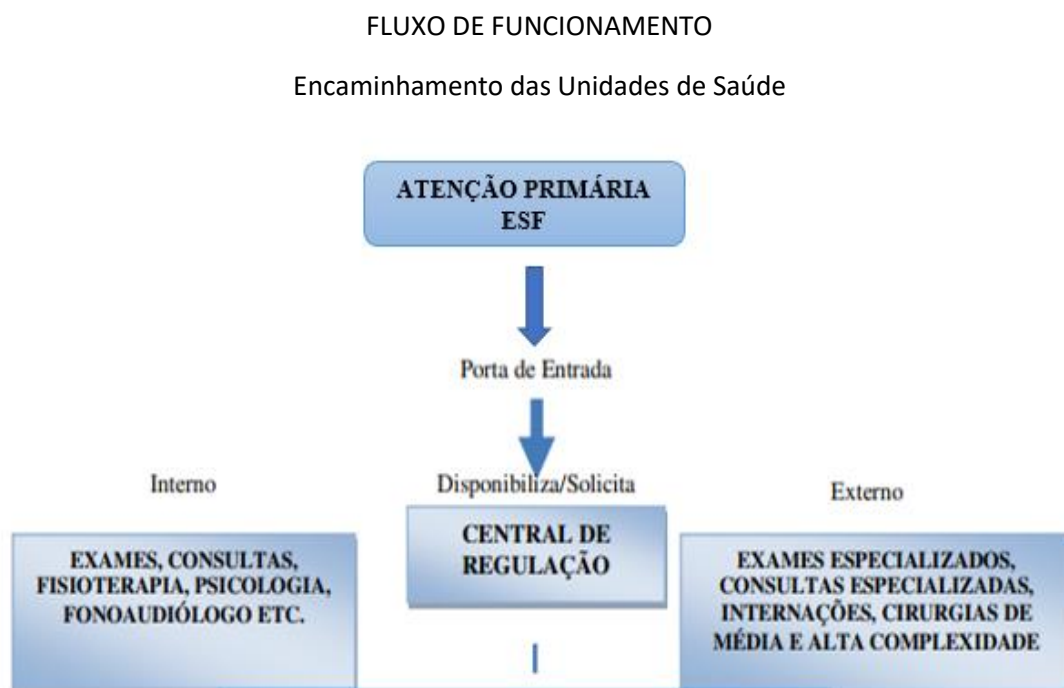 FLUXO DE FUNCIONAMENTO
Encaminhamento das Unidades de Saúde
ATENÇÃO PRIMÁRIA
ESF
Porta de Entrada
Interno
Disponibiliza/Solicita
Externo
EXAMES, CONSULTAS,
FISIOTERAPIA, PSICOLOGIA,
FONOAUDIÓLOGO ETC.
CENTRAL DE
REGULAÇÃO
EXAMES ESPECIALIZADOS,
CONSULTAS ESPECIALIZADAS,
INTERNAÇÕES, CIRURGIAS DE
MÉDIA E ALTA COMPLEXIDADE